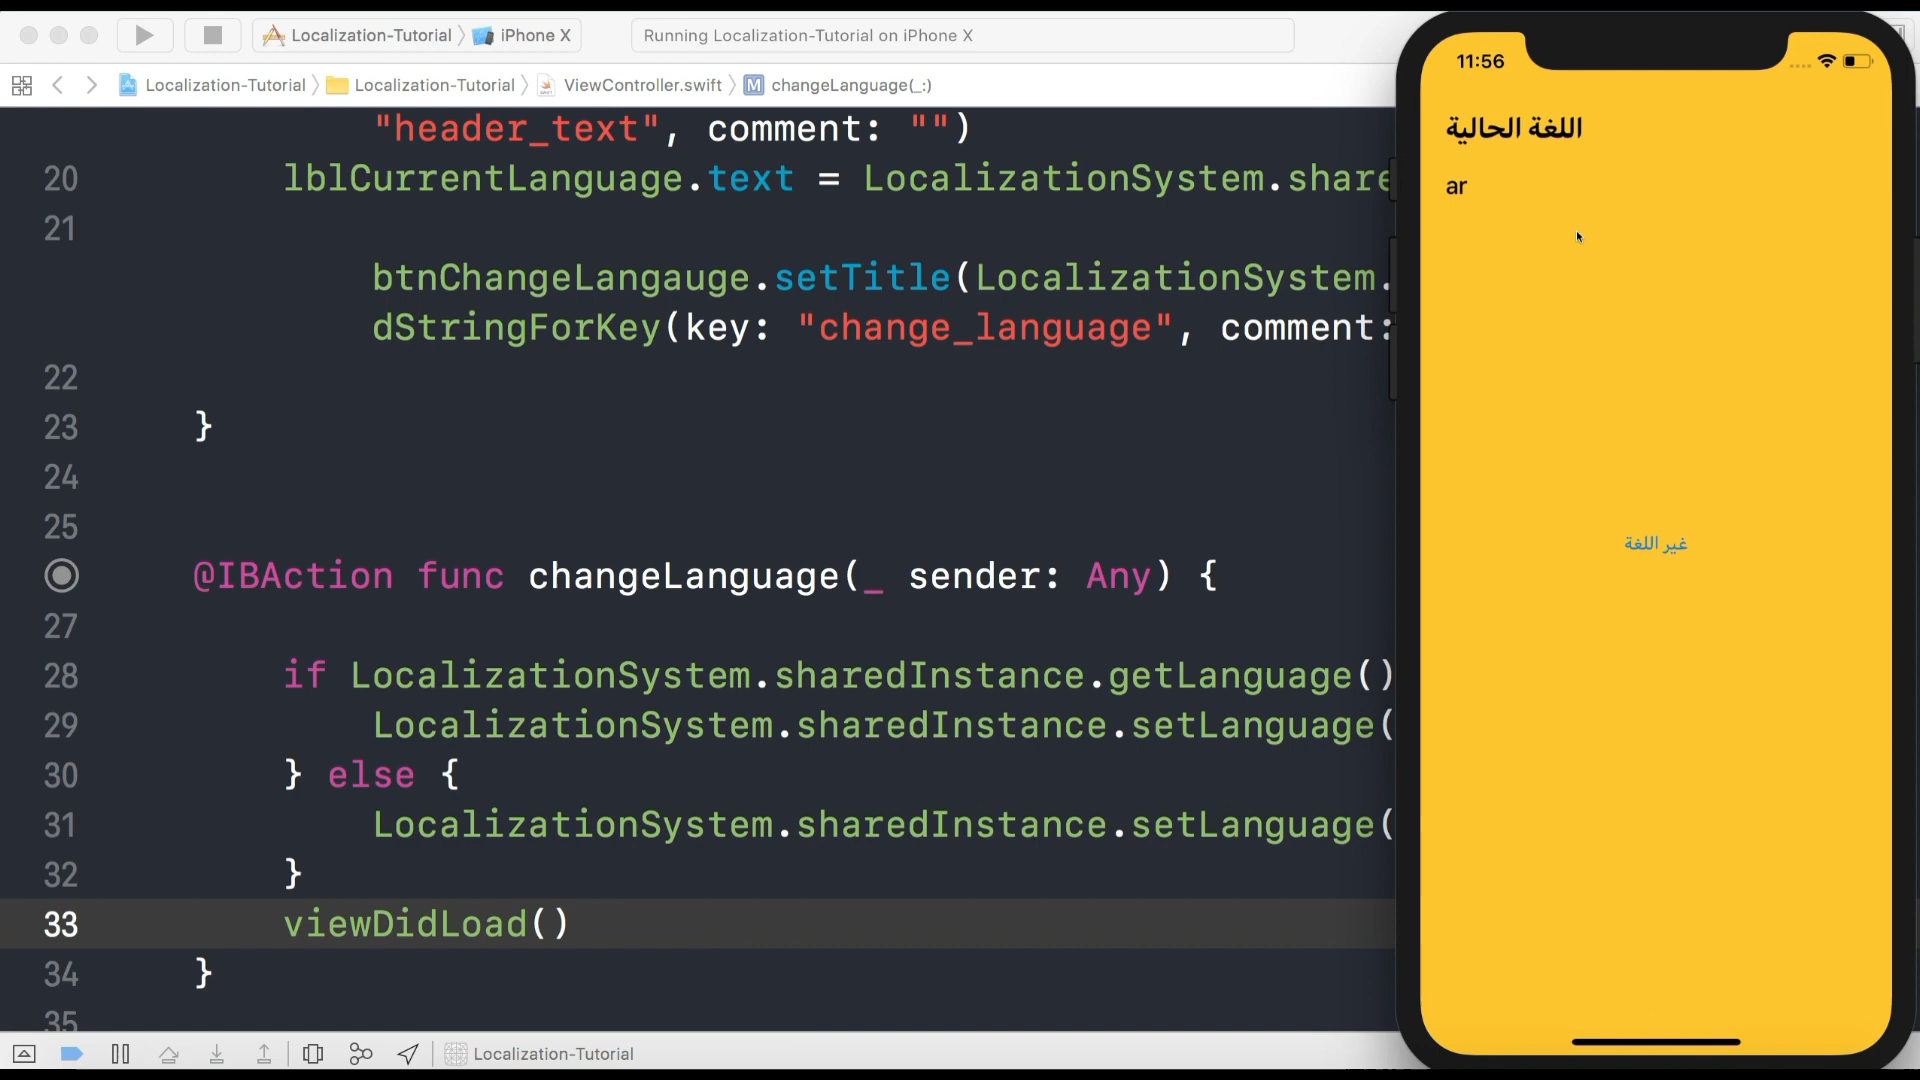 Localization-Tutorial iPhone X
Running Localization-Tutorial on iPhone X
Localization-Tutorial Localization-Tutorial ViewController.swift M changeLanguage(_:)
"header_text", comment: "")
20 lblCurrentLanguage.text = LocalizationSystem.share
21
btnChangeLangauge.setTitle(LocalizationSystem.
dStringForKey(key: "change_language", comment:
22
23 }
24
25
@IBAction func changeLanguage(_ sender: Any) {
27
28 if LocalizationSystem.sharedInstance.getLanguage()
29 LocalizationSystem.sharedInstance.setLanguage(
30 } else {
31 LocalizationSystem.sharedInstance.setLanguage(
32 }
33 viewDidLoad()
34 }
35
Localization-Tutorial
11:56
اللغة الحالية
ar
غير اللغة